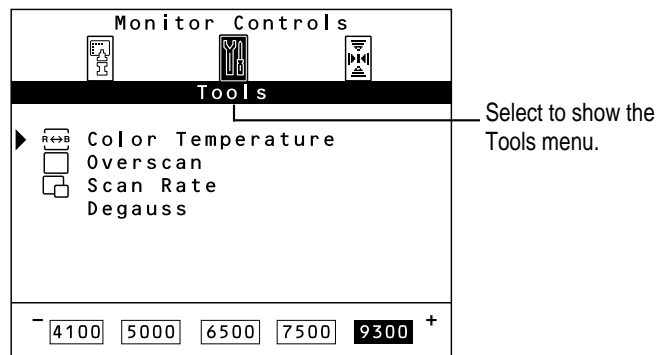 Monitor Controls
Tools
Select to show the
Tools menu.
R↔B Color Temperature
Overscan
Scan Rate
Degauss
- 4100 5000 6500 7500 9300 +